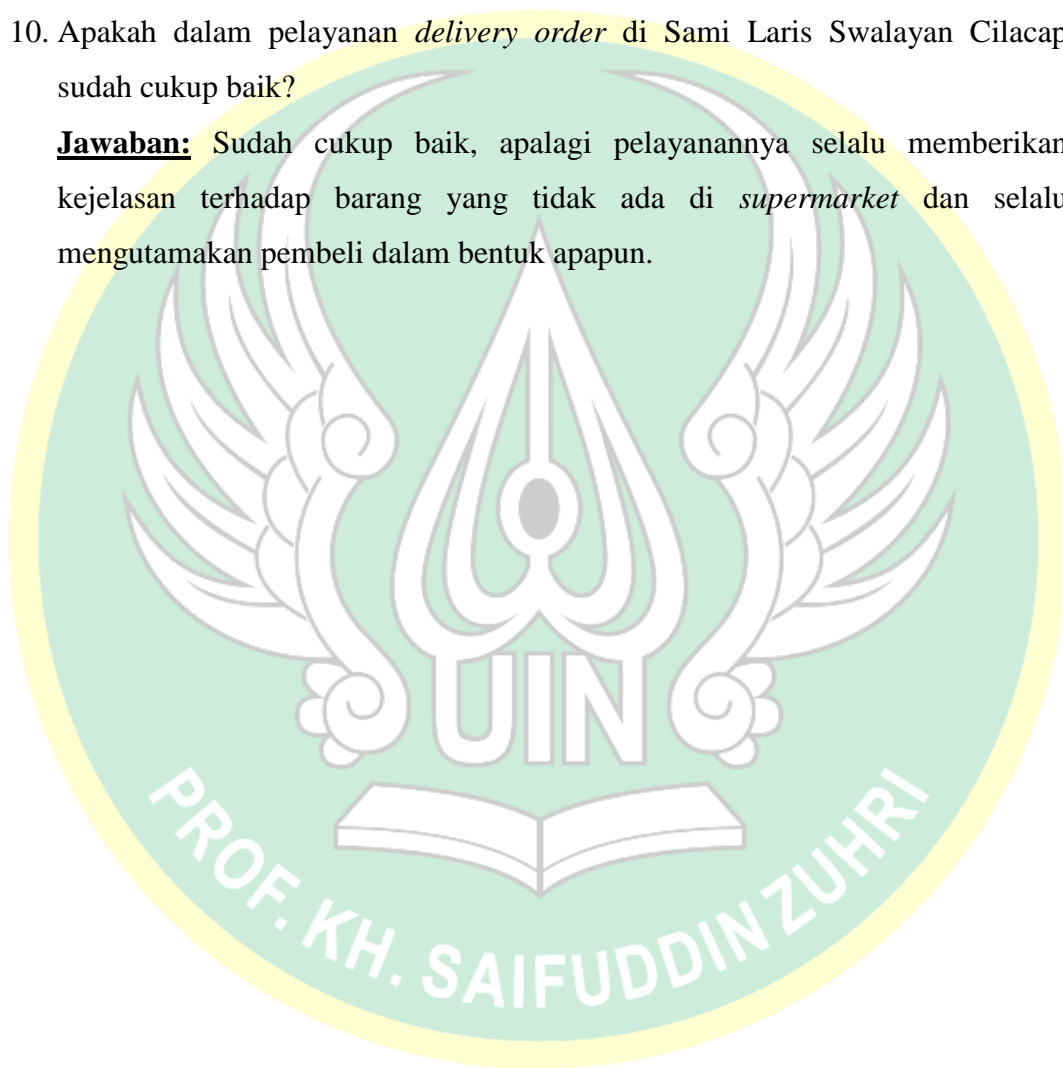 10. Apakah dalam pelayanan delivery order di Sami Laris Swalayan Cilacap
sudah cukup baik?
Jawaban: Sudah cukup baik, apalagi pelayanannya selalu memberikan
kejelasan terhadap barang yang tidak ada di supermarket dan selalu
mengutamakan pembeli dalam bentuk apapun.
UIN
PROF. KH. SAIFUDDIN ZUHRI